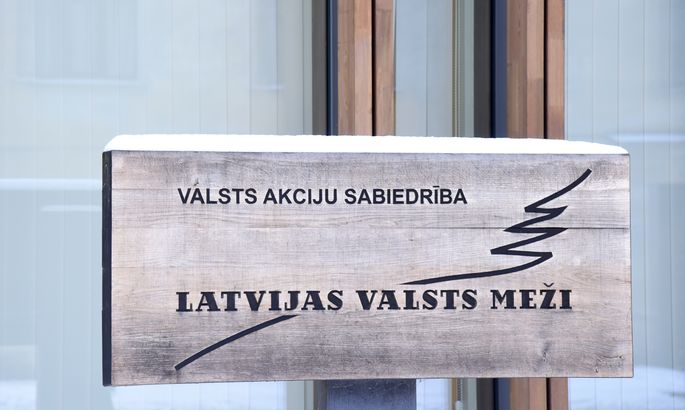 VALSTS AKCIJU SABIEDRĪBA
LATVIJAS VALSTS MEŽI